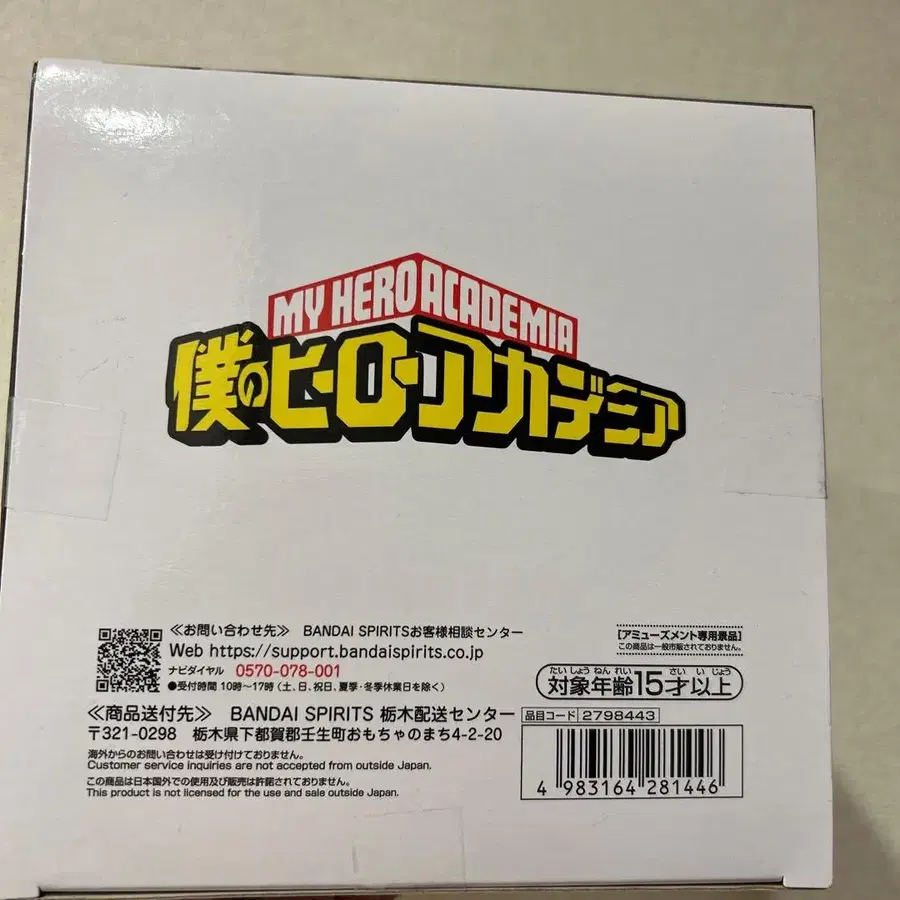 MY HERO ACADEMIA
僕のヒーローアカデミア
≪お問い合わせ先≫ BANDAI SPIRITSお客様相談センター
Web https://support.bandaispirits.co.jp
ナビダイヤル 0570-078-001
●受付時間 10時〜17時 (土、日、祝日、夏季・冬季休業日を除く)
[アミューズメント専用景品]
この商品は一般市販されておりません。
たいしょうねんれい さいいじょう
対象年齢15才以上
≪商品送付先≫ BANDAI SPIRITS 栃木配送センター
〒321-0298 栃木県下都賀郡壬生町おもちゃのまち4-2-20
品目コード 2798443
海外からのお問い合わせは受け付けておりません。
Customer service inquiries are not accepted from outside Japan.
この商品は日本国外での使用及び販売は許諾されておりません。
This product is not licensed for the use and sale outside Japan.
4 983164 281446